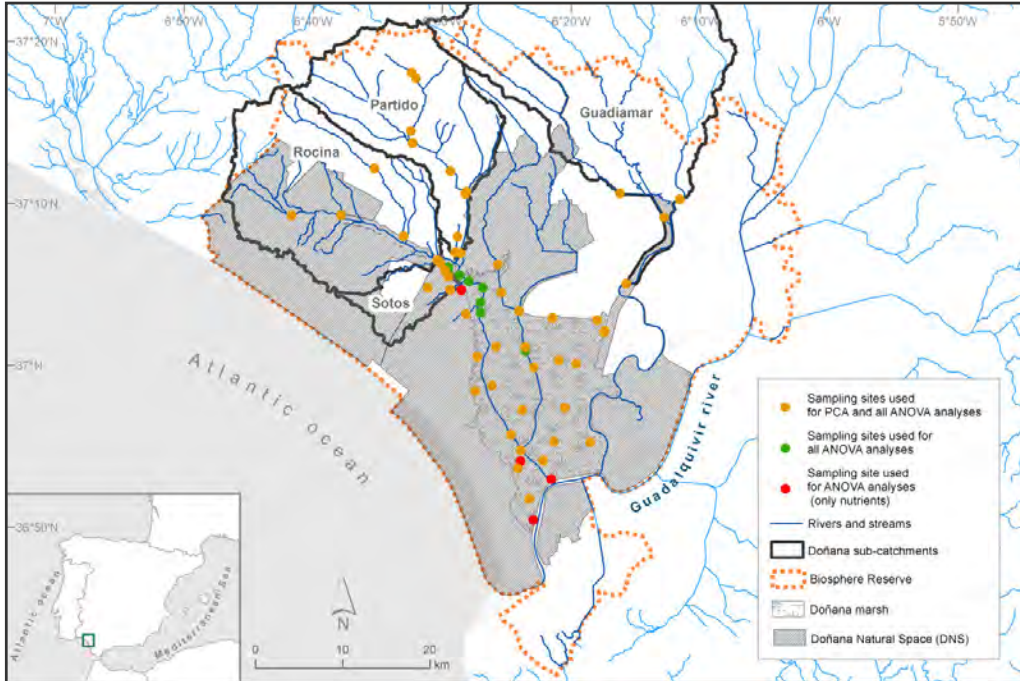 7°W
6°50'
6°40'
6°30'
6°20'
6°10'
6°W
5°50'
37°20'
37°10'
37°N
36°50'
Partido
Guadiamar
Rocina
Sotos
Atlantic ocean
Guadalquivir river
Sampling sites used
for PCA and all ANOVA analyses
Sampling sites used for
all ANOVA analyses
Sampling site used
for ANOVA analyses
(only nutrients)
Rivers and streams
Doñana sub-catchments
Biosphere Reserve
Doñana marsh
Doñana Natural Space (DNS)
Atlantic ocean
Mediterranean Sea
N
0 10 20
km